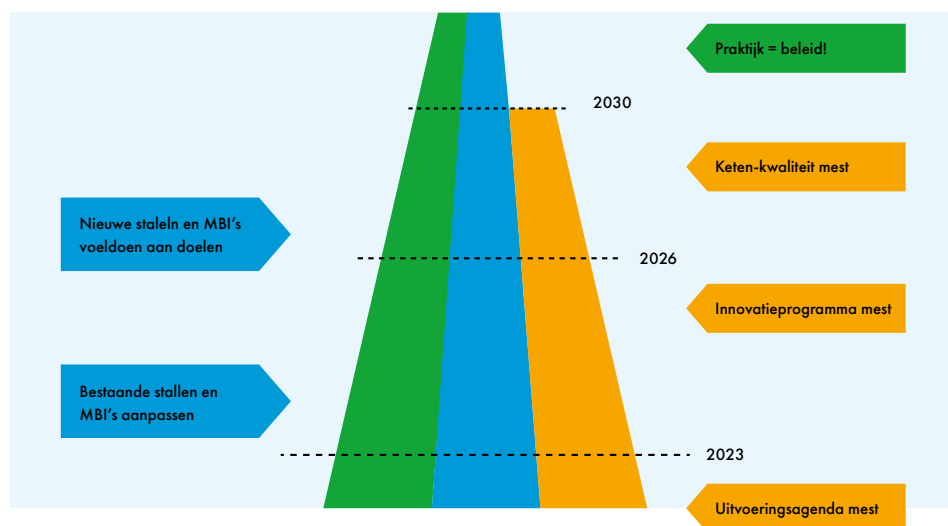 Praktijk = beleid!
2030
Keten-kwaliteit mest
Nieuwe staleln en MBI's
voeldoen aan doelen
2026
Innovatieprogramma mest
Bestaande stallen en
MBI's aanpassen
2023
Uitvoeringsagenda mest